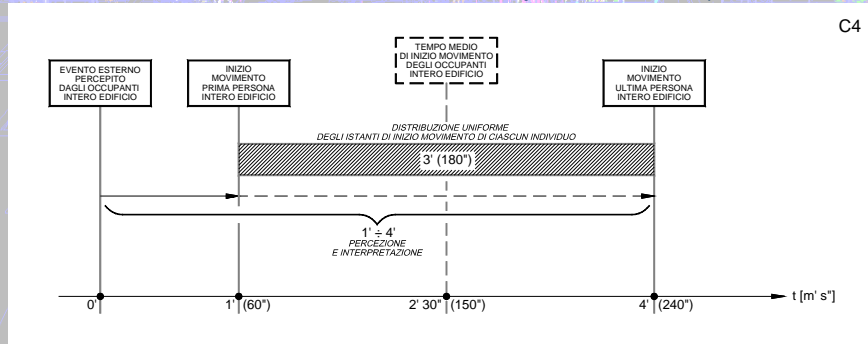 C4
EVENTO ESTERNO
PERCEPITO
DAGLI OCCUPANTI
INTERO EDIFICIO
INIZIO
MOVIMENTO
PRIMA PERSONA
INTERO EDIFICIO
TEMPO MEDIO
DI INIZIO MOVIMENTO
DEGLI OCCUPANTI
INTERO EDIFICIO
INIZIO
MOVIMENTO
ULTIMA PERSONA
INTERO EDIFICIO
DISTRIBUZIONE UNIFORME
DEGLI ISTANTI DI INIZIO MOVIMENTO DI CIASCUN INDIVIDUO
3' (180")
1' ÷ 4'
PERCEZIONE
E INTERPRETAZIONE
0'
1' (60")
2' 30" (150")
4' (240")
t [m' s"]